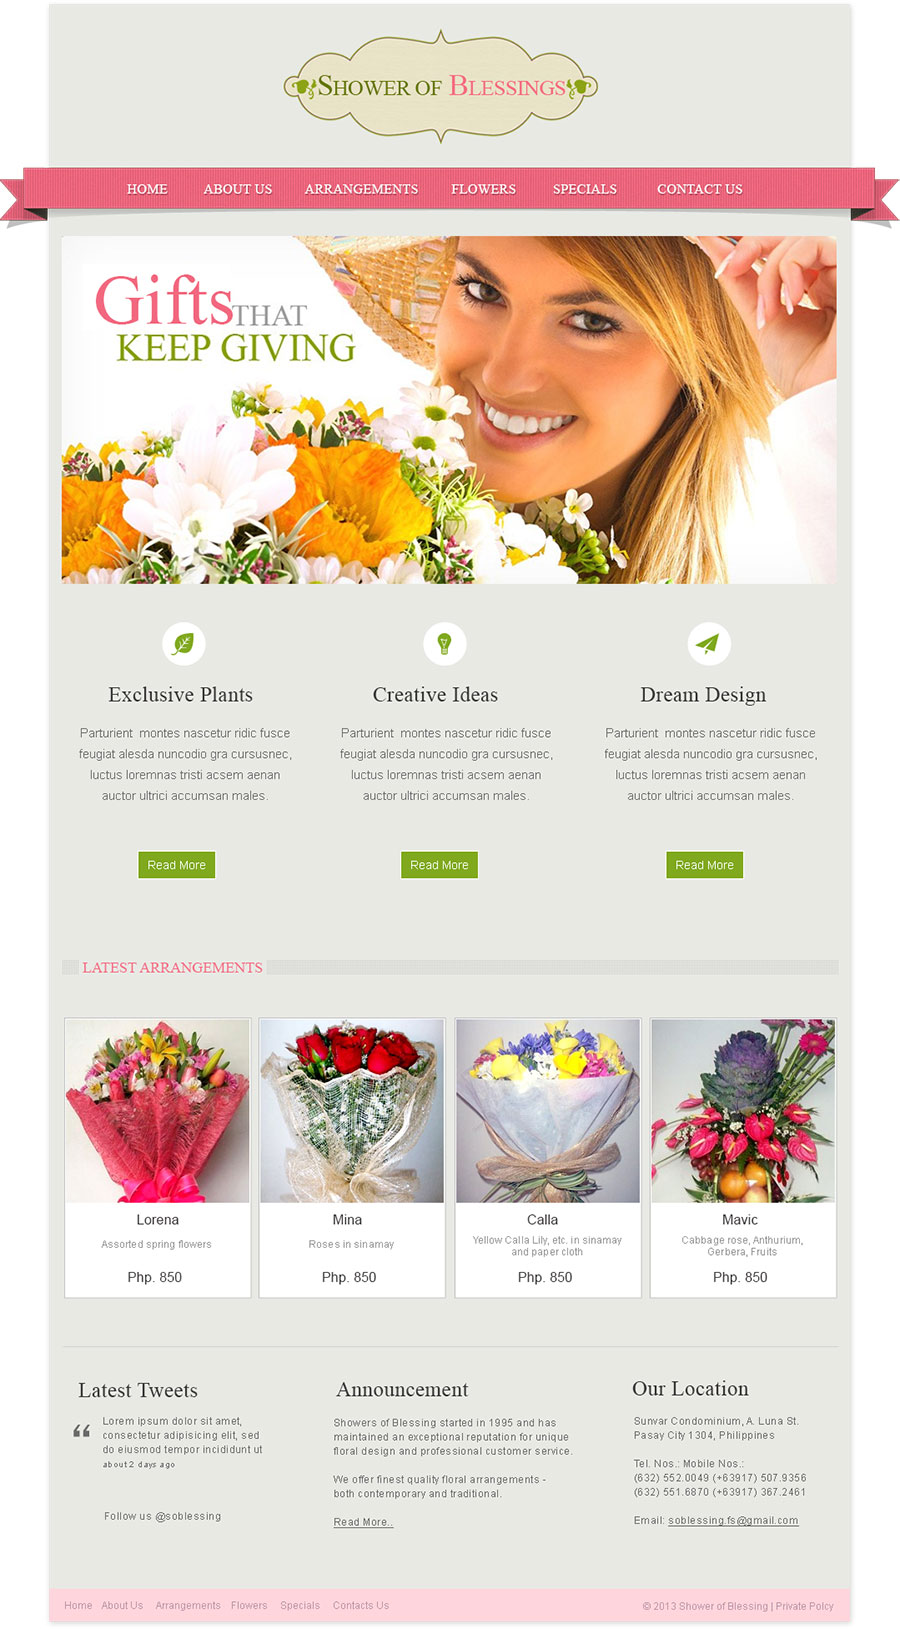 SHOWER OF BLESSINGS
HOME ABOUT US ARRANGEMENTS FLOWERS SPECIALS CONTACT US
Gifts THAT
KEEP GIVING
Exclusive Plants
Parturient montes nascetur ridic fusce
feugiat alesda nuncodio gra cursusnec,
luctus loremnas tristi acsem aenan
auctor ultrici accumsan males.
Read More
Creative Ideas
Parturient montes nascetur ridic fusce
feugiat alesda nuncodio gra cursusnec,
luctus loremnas tristi acsem aenan
auctor ultrici accumsan males.
Read More
Dream Design
Parturient montes nascetur ridic fusce
feugiat alesda nuncodio gra cursusnec,
luctus loremnas tristi acsem aenan
auctor ultrici accumsan males.
Read More
LATEST ARRANGEMENTS
Lorena
Assorted spring flowers
Php. 850
Mina
Roses in sinamay
Php. 850
Calla
Yellow Calla Lily, etc. in sinamay
and paper cloth
Php. 850
Mavic
Cabbage rose, Anthurium,
Gerbera, Fruits
Php. 850
Latest Tweets
“ Lorem ipsum dolor sit amet,
consectetur adipisicing elit, sed
do eiusmod tempor incididunt ut
about 2 days ago
Follow us @soblessing
Announcement
Showers of Blessing started in 1995 and has
maintained an exceptional reputation for unique
floral design and professional customer service.
We offer finest quality floral arrangements -
both contemporary and traditional.
Read More..
Our Location
Sunvar Condominium, A. Luna St.
Pasay City 1304, Philippines
Tel. Nos.: Mobile Nos.:
(632) 552.0049 (+63917) 507.9356
(632) 551.6870 (+63917) 367.2461
Email: soblessing.fs@gmail.com
Home About Us Arrangements Flowers Specials Contacts Us
© 2013 Shower of Blessing | Private Polcy